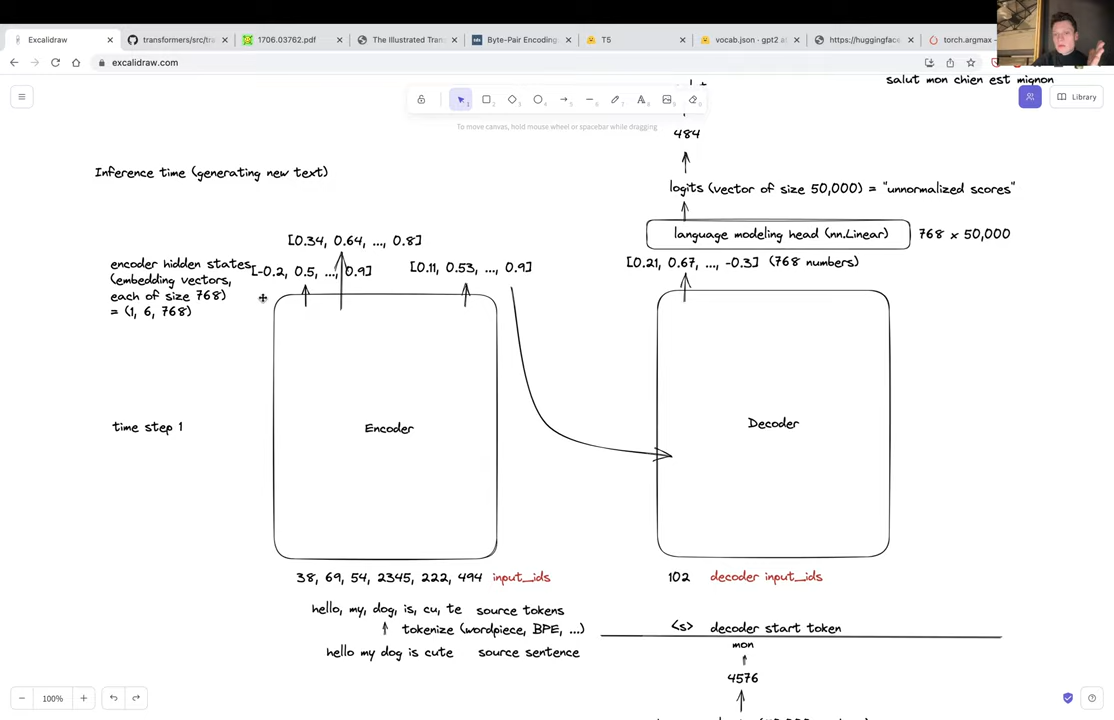 Excalidraw
transformers/src/tra
1706.03762.pdf
The Illustrated Tran
Byte-Pair Encoding
T5
vocab.json · gpt2 a
https://huggingface
torch.argmax
excalidraw.com
salut mon chien est mignon
Library
To move canvas, hold mouse wheel or spacebar while dragging
484
Inference time (generating new text)
logits (vector of size 50,000) = "unnormalized scores"
language modeling head (nn.Linear) 768 x 50,000
[0.34, 0.64, ..., 0.8]
encoder hidden states
(embedding vectors,
each of size 768)
= (1, 6, 768)
[-0.2, 0.5, ..., 0.9]
[0.11, 0.53, ..., 0.9]
[0.21, 0.67, ..., -0.3] (768 numbers)
time step 1
Encoder
Decoder
38, 69, 54, 2345, 222, 494 input_ids
102 decoder input_ids
hello, my, dog, is, cu, te source tokens
tokenize (wordpiece, BPE, ...)
<s> decoder start token
hello my dog is cute source sentence
mon
4576
100%